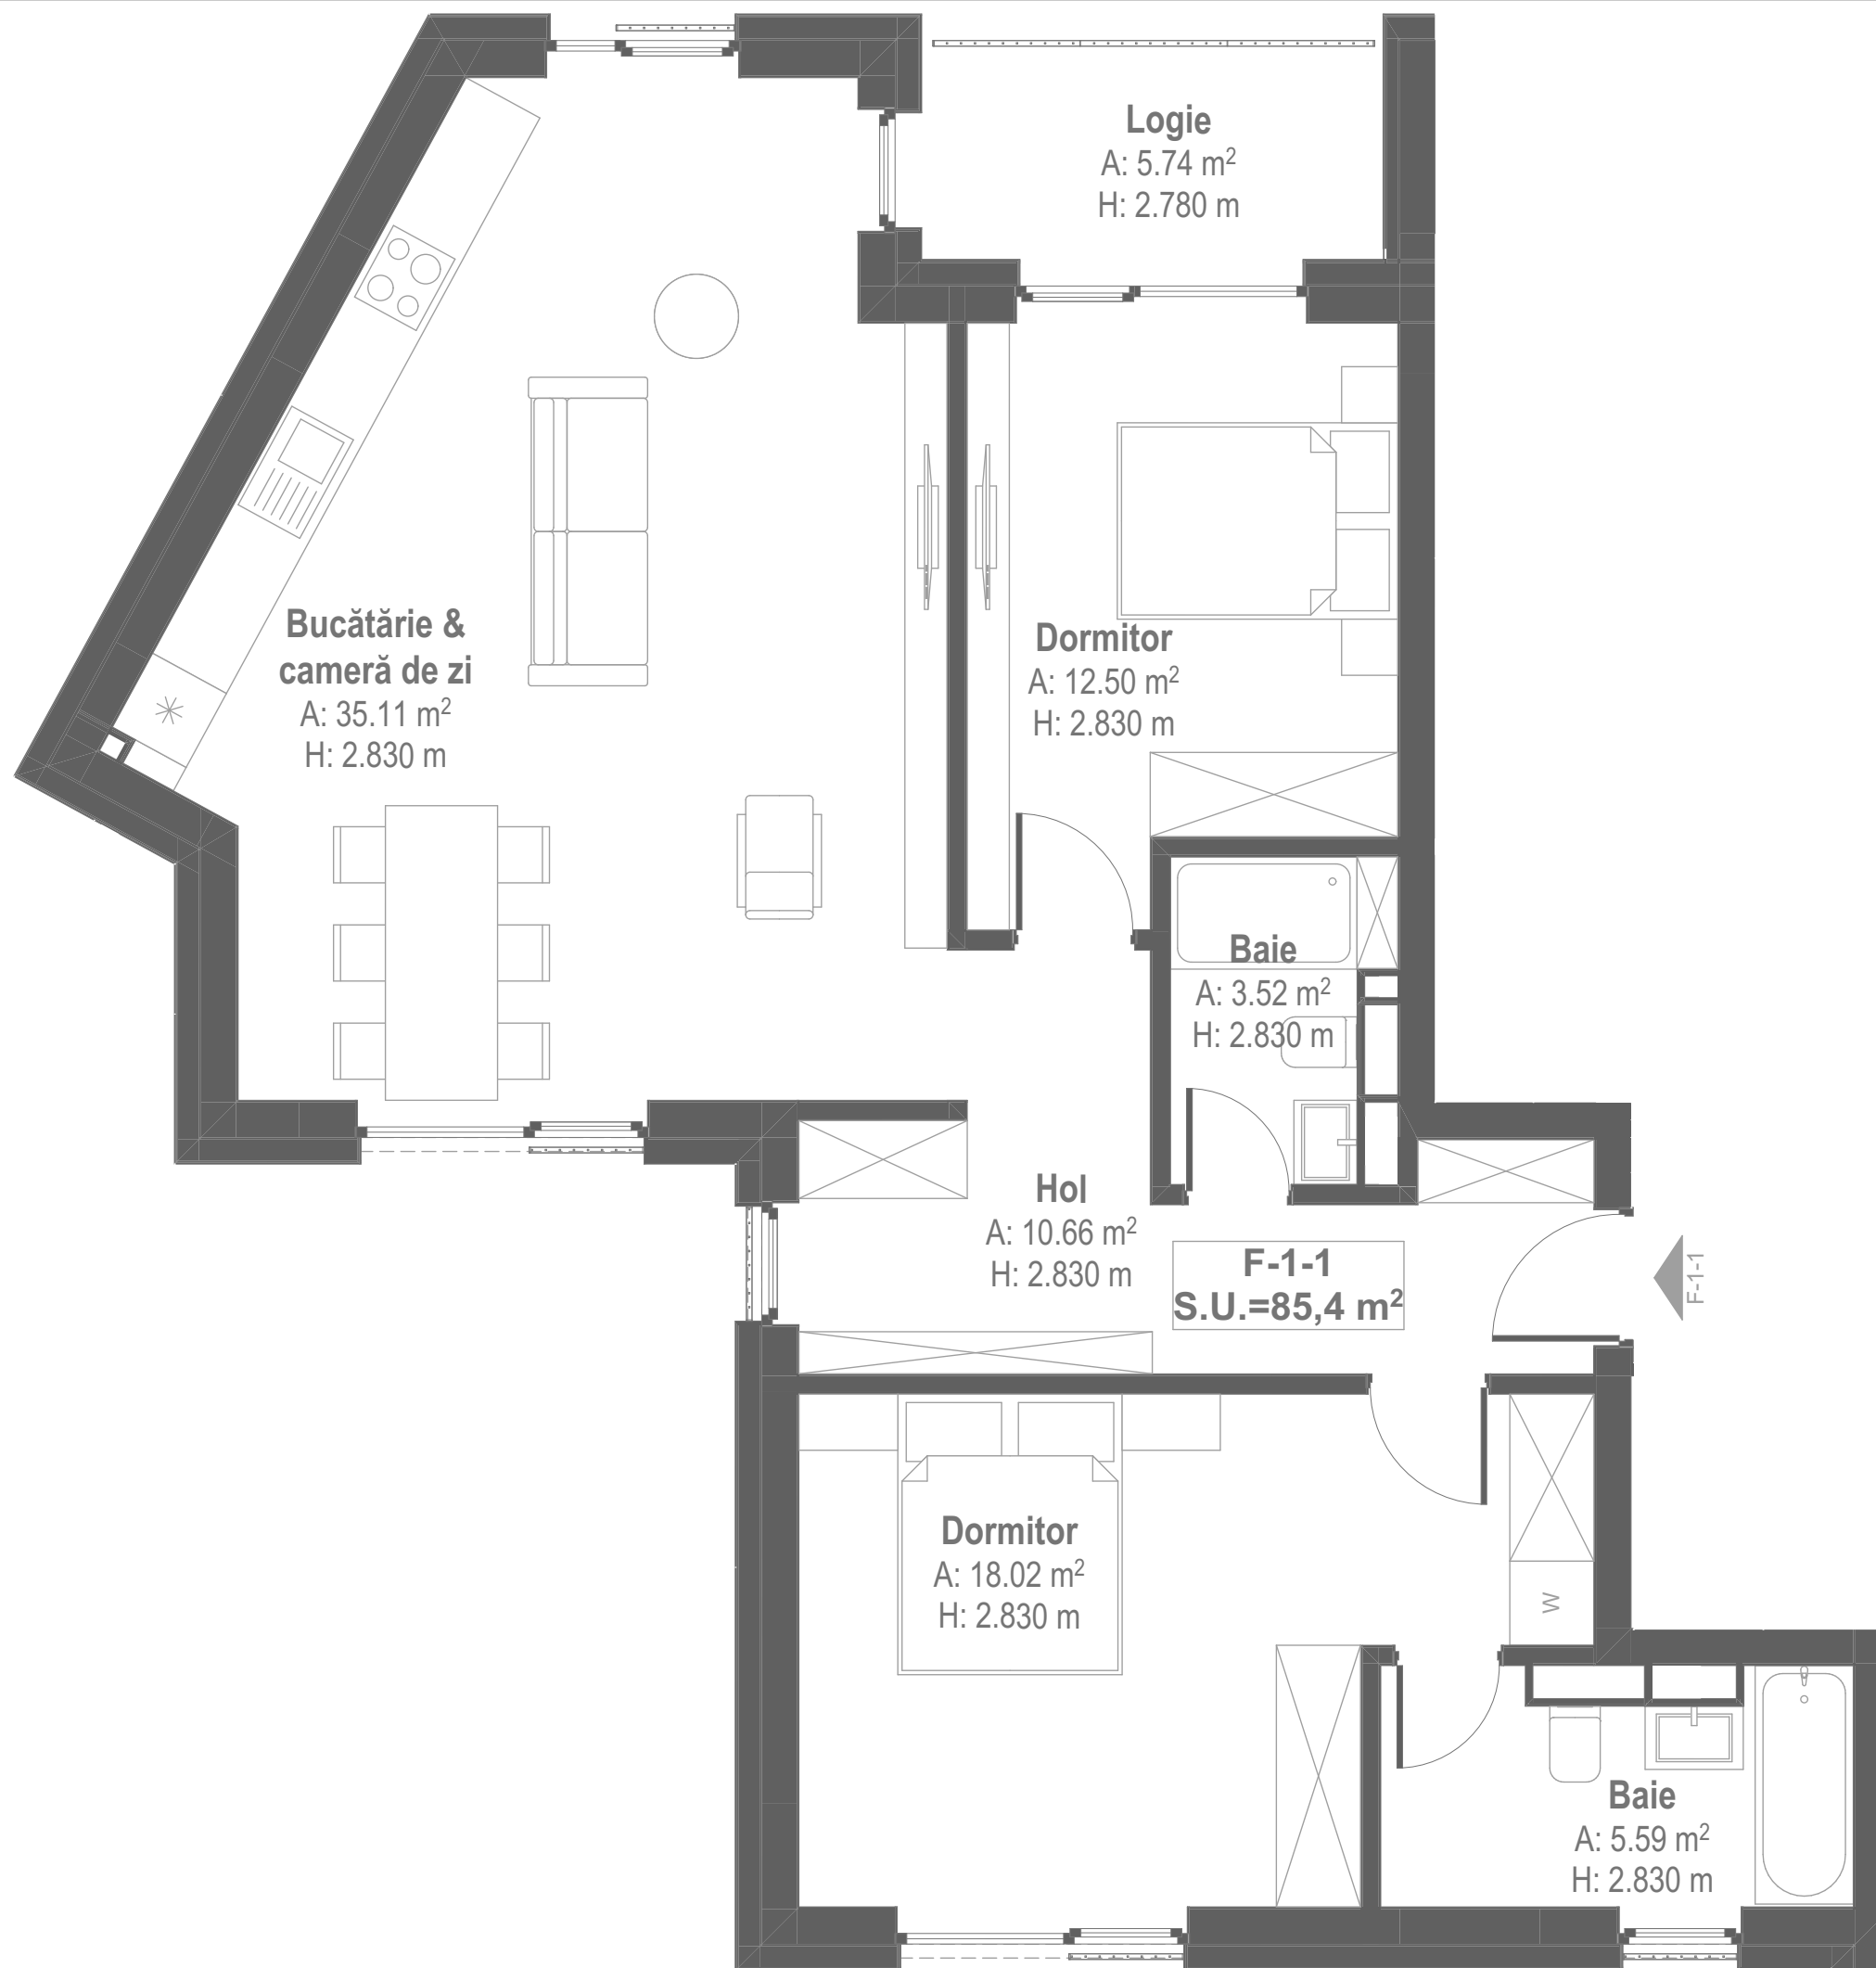 Logie
A: 5.74 m²
H: 2.780 m
Bucătărie &
cameră de zi
A: 35.11 m²
H: 2.830 m
Dormitor
A: 12.50 m²
H: 2.830 m
Baie
A: 3.52 m²
H: 2.830 m
Hol
A: 10.66 m²
H: 2.830 m
F-1-1
S.U.=85,4 m²
F-1-1
Dormitor
A: 18.02 m²
H: 2.830 m
W
Baie
A: 5.59 m²
H: 2.830 m